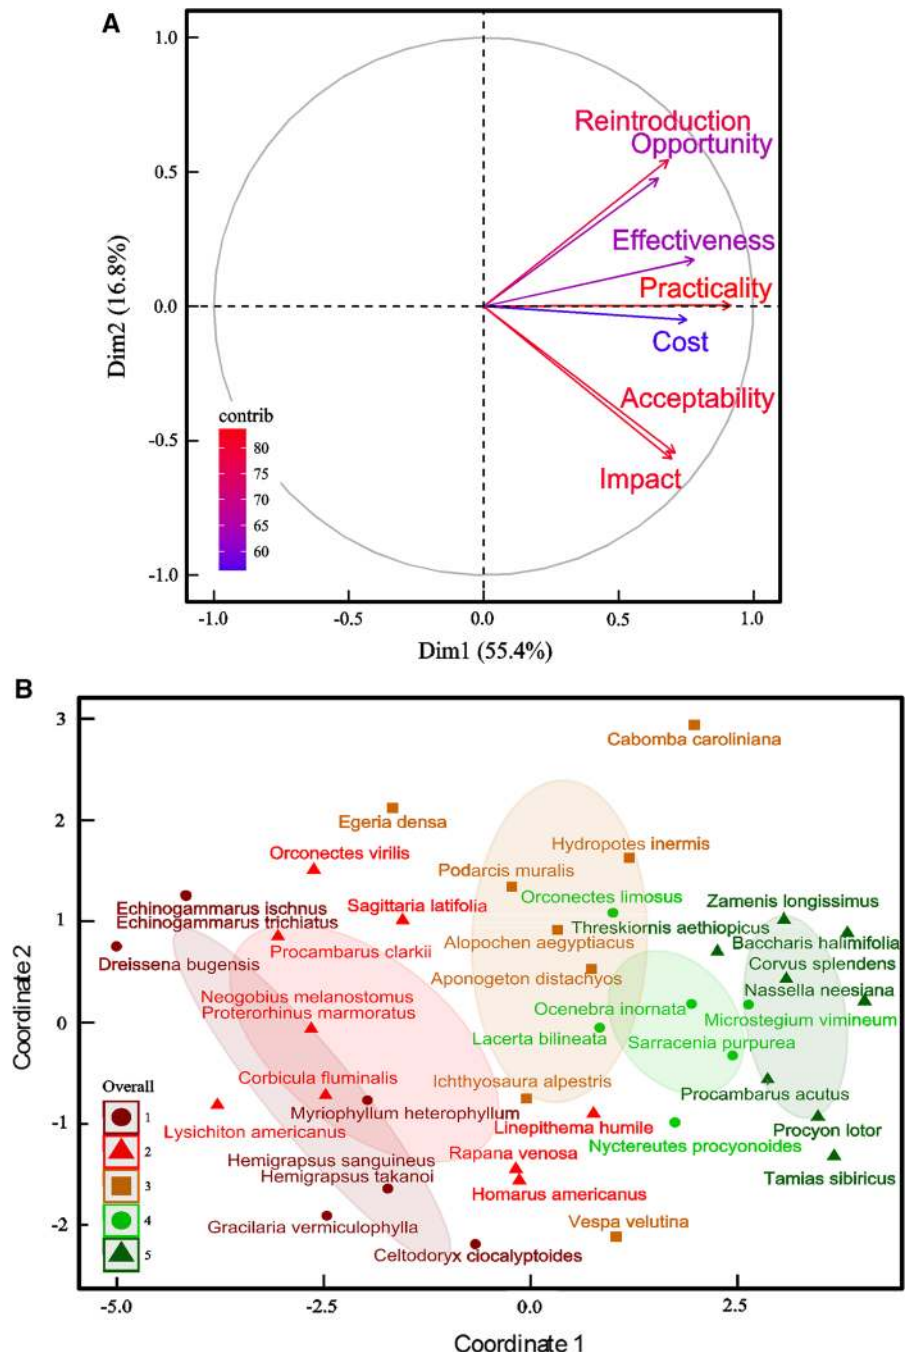 A
1.0
Reintroduction
Opportunity
0.5
Effectiveness
Practicality
0.0
Cost
Dim2 (16.8%)
Acceptability
contrib
80
75
70
65
60
-0.5
Impact
-1.0
-1.0
-0.5
0.0
0.5
1.0
Dim1 (55.4%)
B
3
Cabomba caroliniana
2
Egeria densa
Orconectes virilis
Hydropotes inermis
Podarcis muralis
Echinogammarus ischnus
Sagittaria latifolia
Orconectes limosus
Zamenis longissimus
1
Echinogammarus trichiatus
Threskiornis aethiopicus
Procambarus clarkii
Alopochen aegyptiacus
Baccharis halimifolia
Dreissena bugensis
Corvus splendens
Aponogeton distachyos
Nassella neesiana
Neogobius melanostomus
Proterorhinus marmoratus
Ocenebra inornata
Microstegium vimineum
0
Lacerta bilineata
Sarracenia purpurea
Coordinate 2
Corbicula fluminalis
Ichthyosaura alpestris
Procambarus acutus
Overall
1
2
3
4
5
Myriophyllum heterophyllum
Lysichiton americanus
Linepithema humile
Procyon lotor
-1
Hemigrapsus sanguineus
Rapana venosa
Nyctereutes procyonoides
Hemigrapsus takanoi
Homarus americanus
Tamias sibiricus
Gracilaria vermiculophylla
Vespa velutina
-2
Celtodoryx ciocalyptoides
-5.0
-2.5
0.0
2.5
Coordinate 1